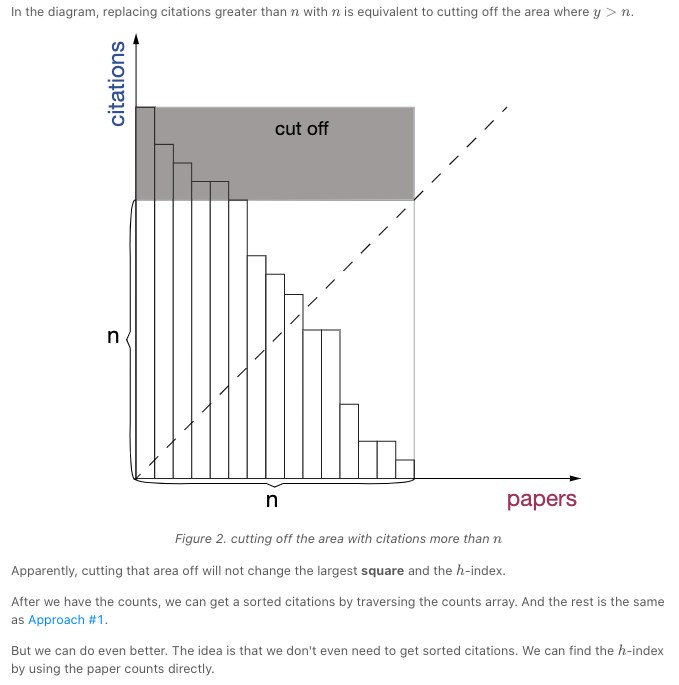 In the diagram, replacing citations greater than n with n is equivalent to cutting off the area where y > n.
citations
cut off
n
n
papers
Figure 2. cutting off the area with citations more than n
Apparently, cutting that area off will not change the largest square and the h-index.
After we have the counts, we can get a sorted citations by traversing the counts array. And the rest is the same
as Approach #1.
But we can do even better. The idea is that we don't even need to get sorted citations. We can find the h-index
by using the paper counts directly.